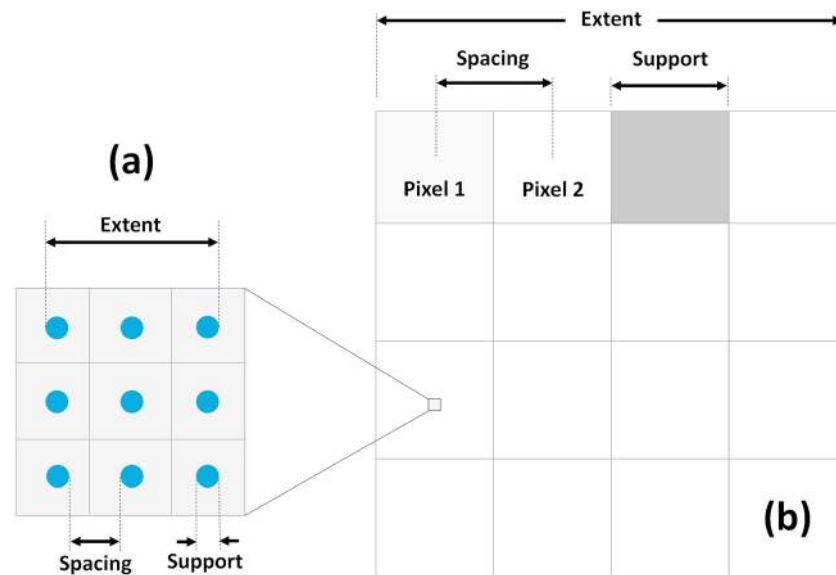 Extent
Spacing
Support
(a)
Pixel 1
Pixel 2
Extent
(b)
Spacing
Support